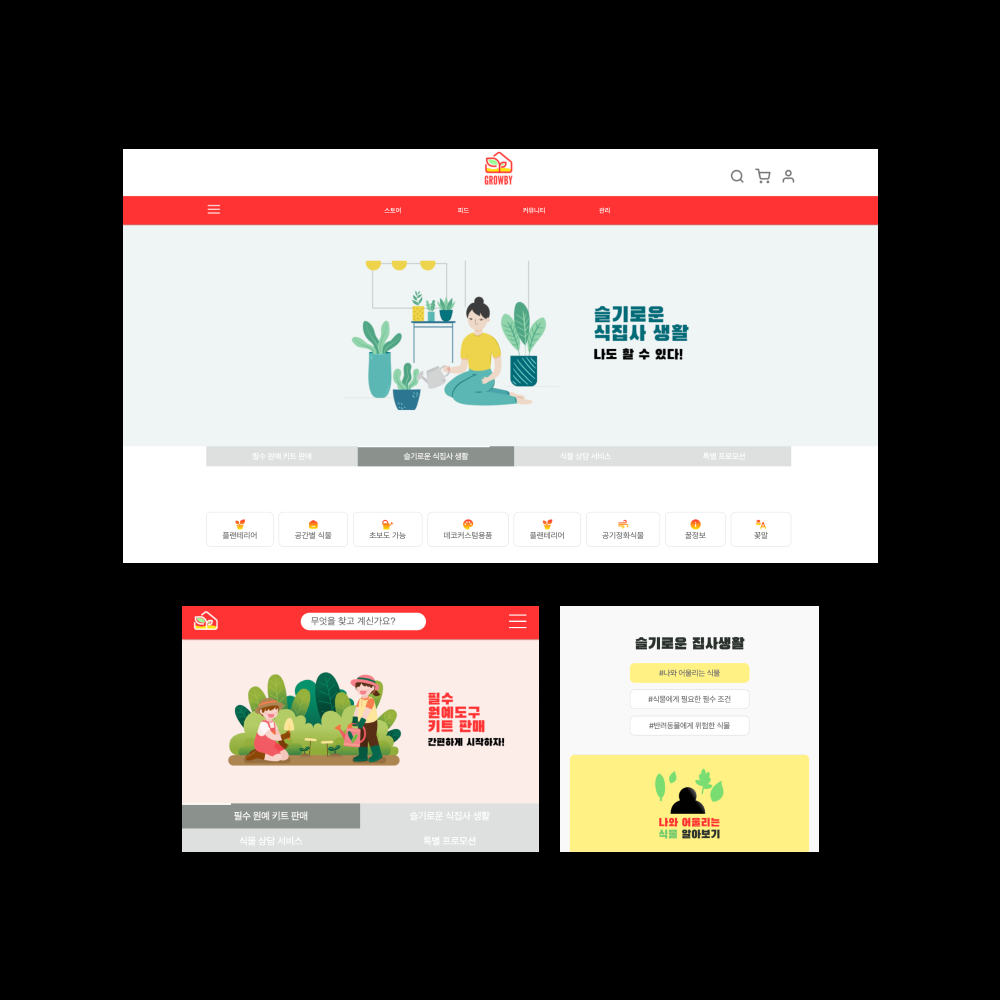 GROWBY
스토어 피드 커뮤니티 관리
슬기로운
식집사 생활
나도 할 수 있다!
필수 원예 키트 판매 슬기로운 식집사 생활 식물 상담 서비스 특별 프로모션
플랜테리어 공간별 식물 초보도 가능 데코커스텀용품 플랜테리어 공기정화식물 꿀정보 꽃말
무엇을 찾고 계신가요?
필수
원예도구
키트 판매
간편하게 시작하자!
필수 원예 키트 판매 슬기로운 식집사 생활
식물 상담 서비스 특별 프로모션
슬기로운 집사생활
#나와 어울리는 식물
#식물에게 필요한 필수 조건
#반려동물에게 위험한 식물
나와 어울리는
식물 알아보기